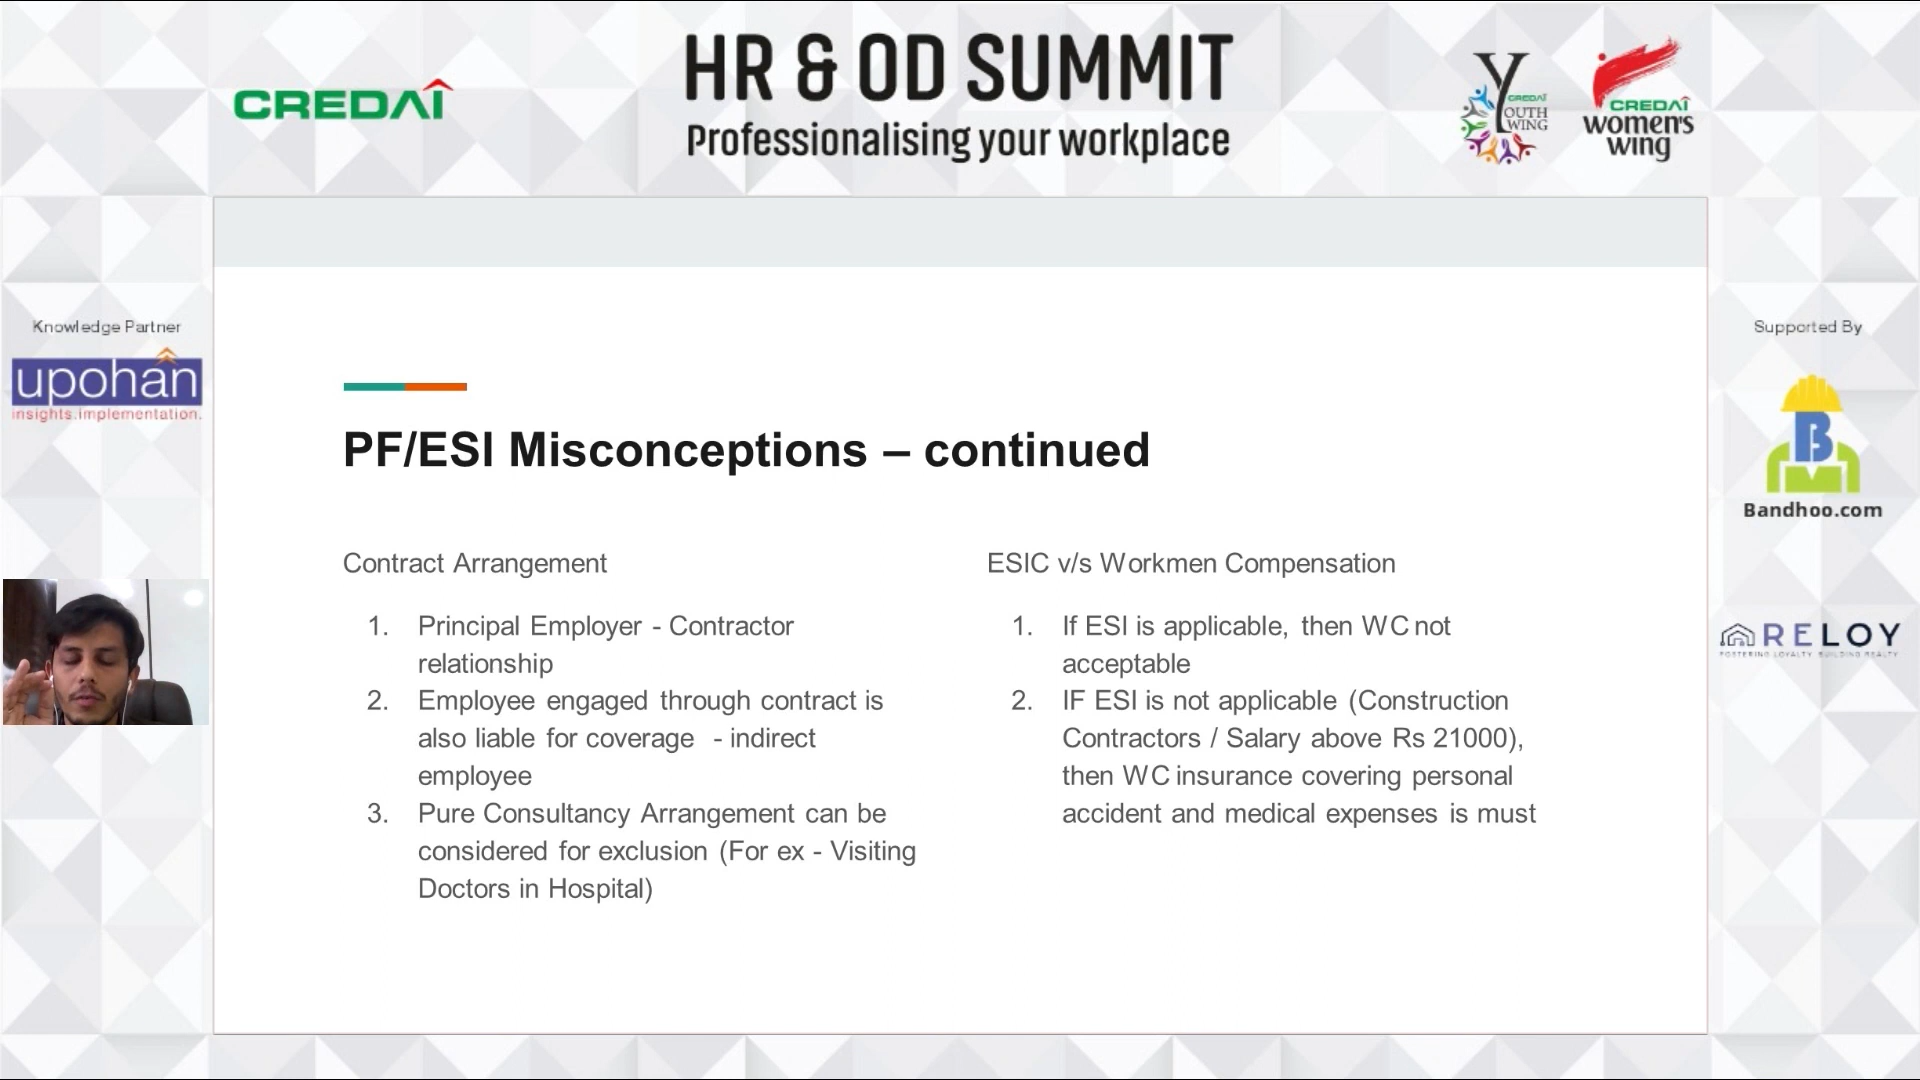 CREDAI
HR & OD SUMMIT
Professionalising your workplace
CREDAI
YOUTH
WING
CREDAI
women's
wing
Knowledge Partner
upohan
insights.implementation.
Supported By
B
Bandhoo.com
RELOY
FOSTERING LOYALTY. BUILDING REALTY
PF/ESI Misconceptions – continued
Contract Arrangement
1. Principal Employer - Contractor
relationship
2. Employee engaged through contract is
also liable for coverage - indirect
employee
3. Pure Consultancy Arrangement can be
considered for exclusion (For ex - Visiting
Doctors in Hospital)
ESIC v/s Workmen Compensation
1. If ESI is applicable, then WC not
acceptable
2. IF ESI is not applicable (Construction
Contractors / Salary above Rs 21000),
then WC insurance covering personal
accident and medical expenses is must